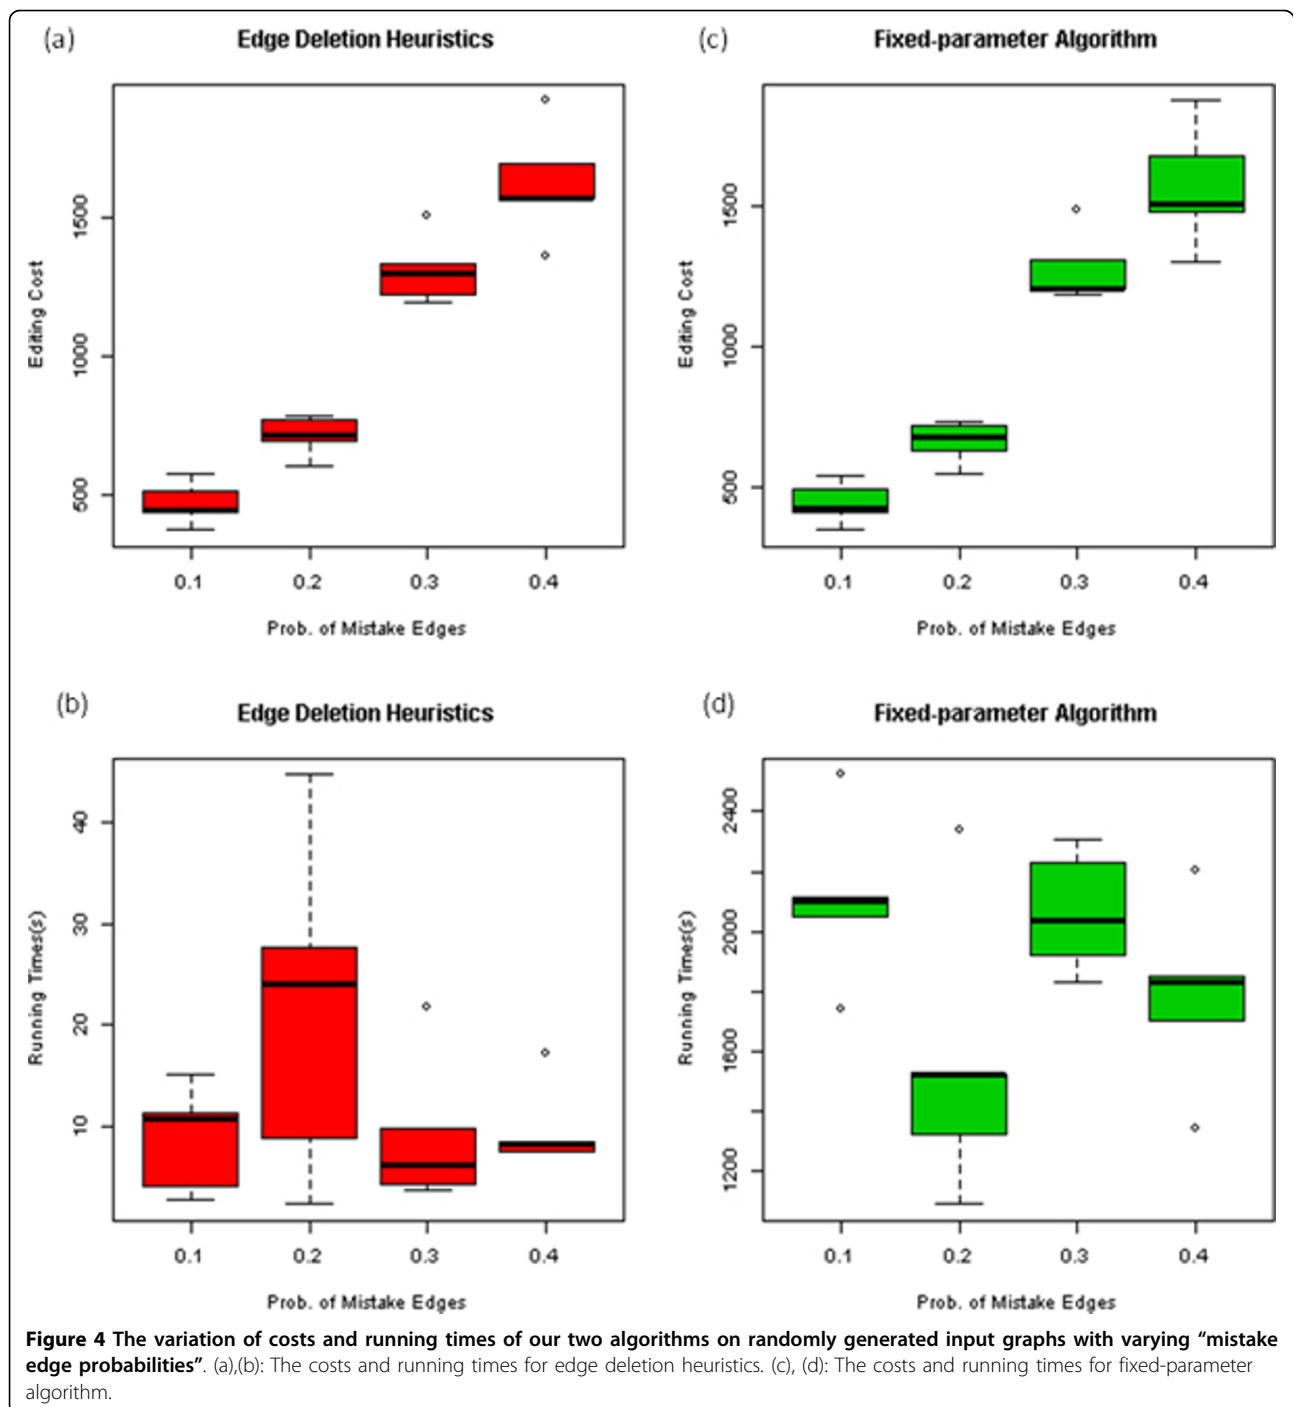 (a)
Edge Deletion Heuristics
Editing Cost
1500
1000
500
0.1 0.2 0.3 0.4
Prob. of Mistake Edges
(c)
Fixed-parameter Algorithm
Editing Cost
1500
1000
500
0.1 0.2 0.3 0.4
Prob. of Mistake Edges
(b)
Edge Deletion Heuristics
Running Times(s)
40
30
20
10
0.1 0.2 0.3 0.4
Prob. of Mistake Edges
(d)
Fixed-parameter Algorithm
Running Times(s)
2400
2000
1600
1200
0.1 0.2 0.3 0.4
Prob. of Mistake Edges
Figure 4 The variation of costs and running times of our two algorithms on randomly generated input graphs with varying “mistake
edge probabilities”. (a),(b): The costs and running times for edge deletion heuristics. (c), (d): The costs and running times for fixed-parameter
algorithm.